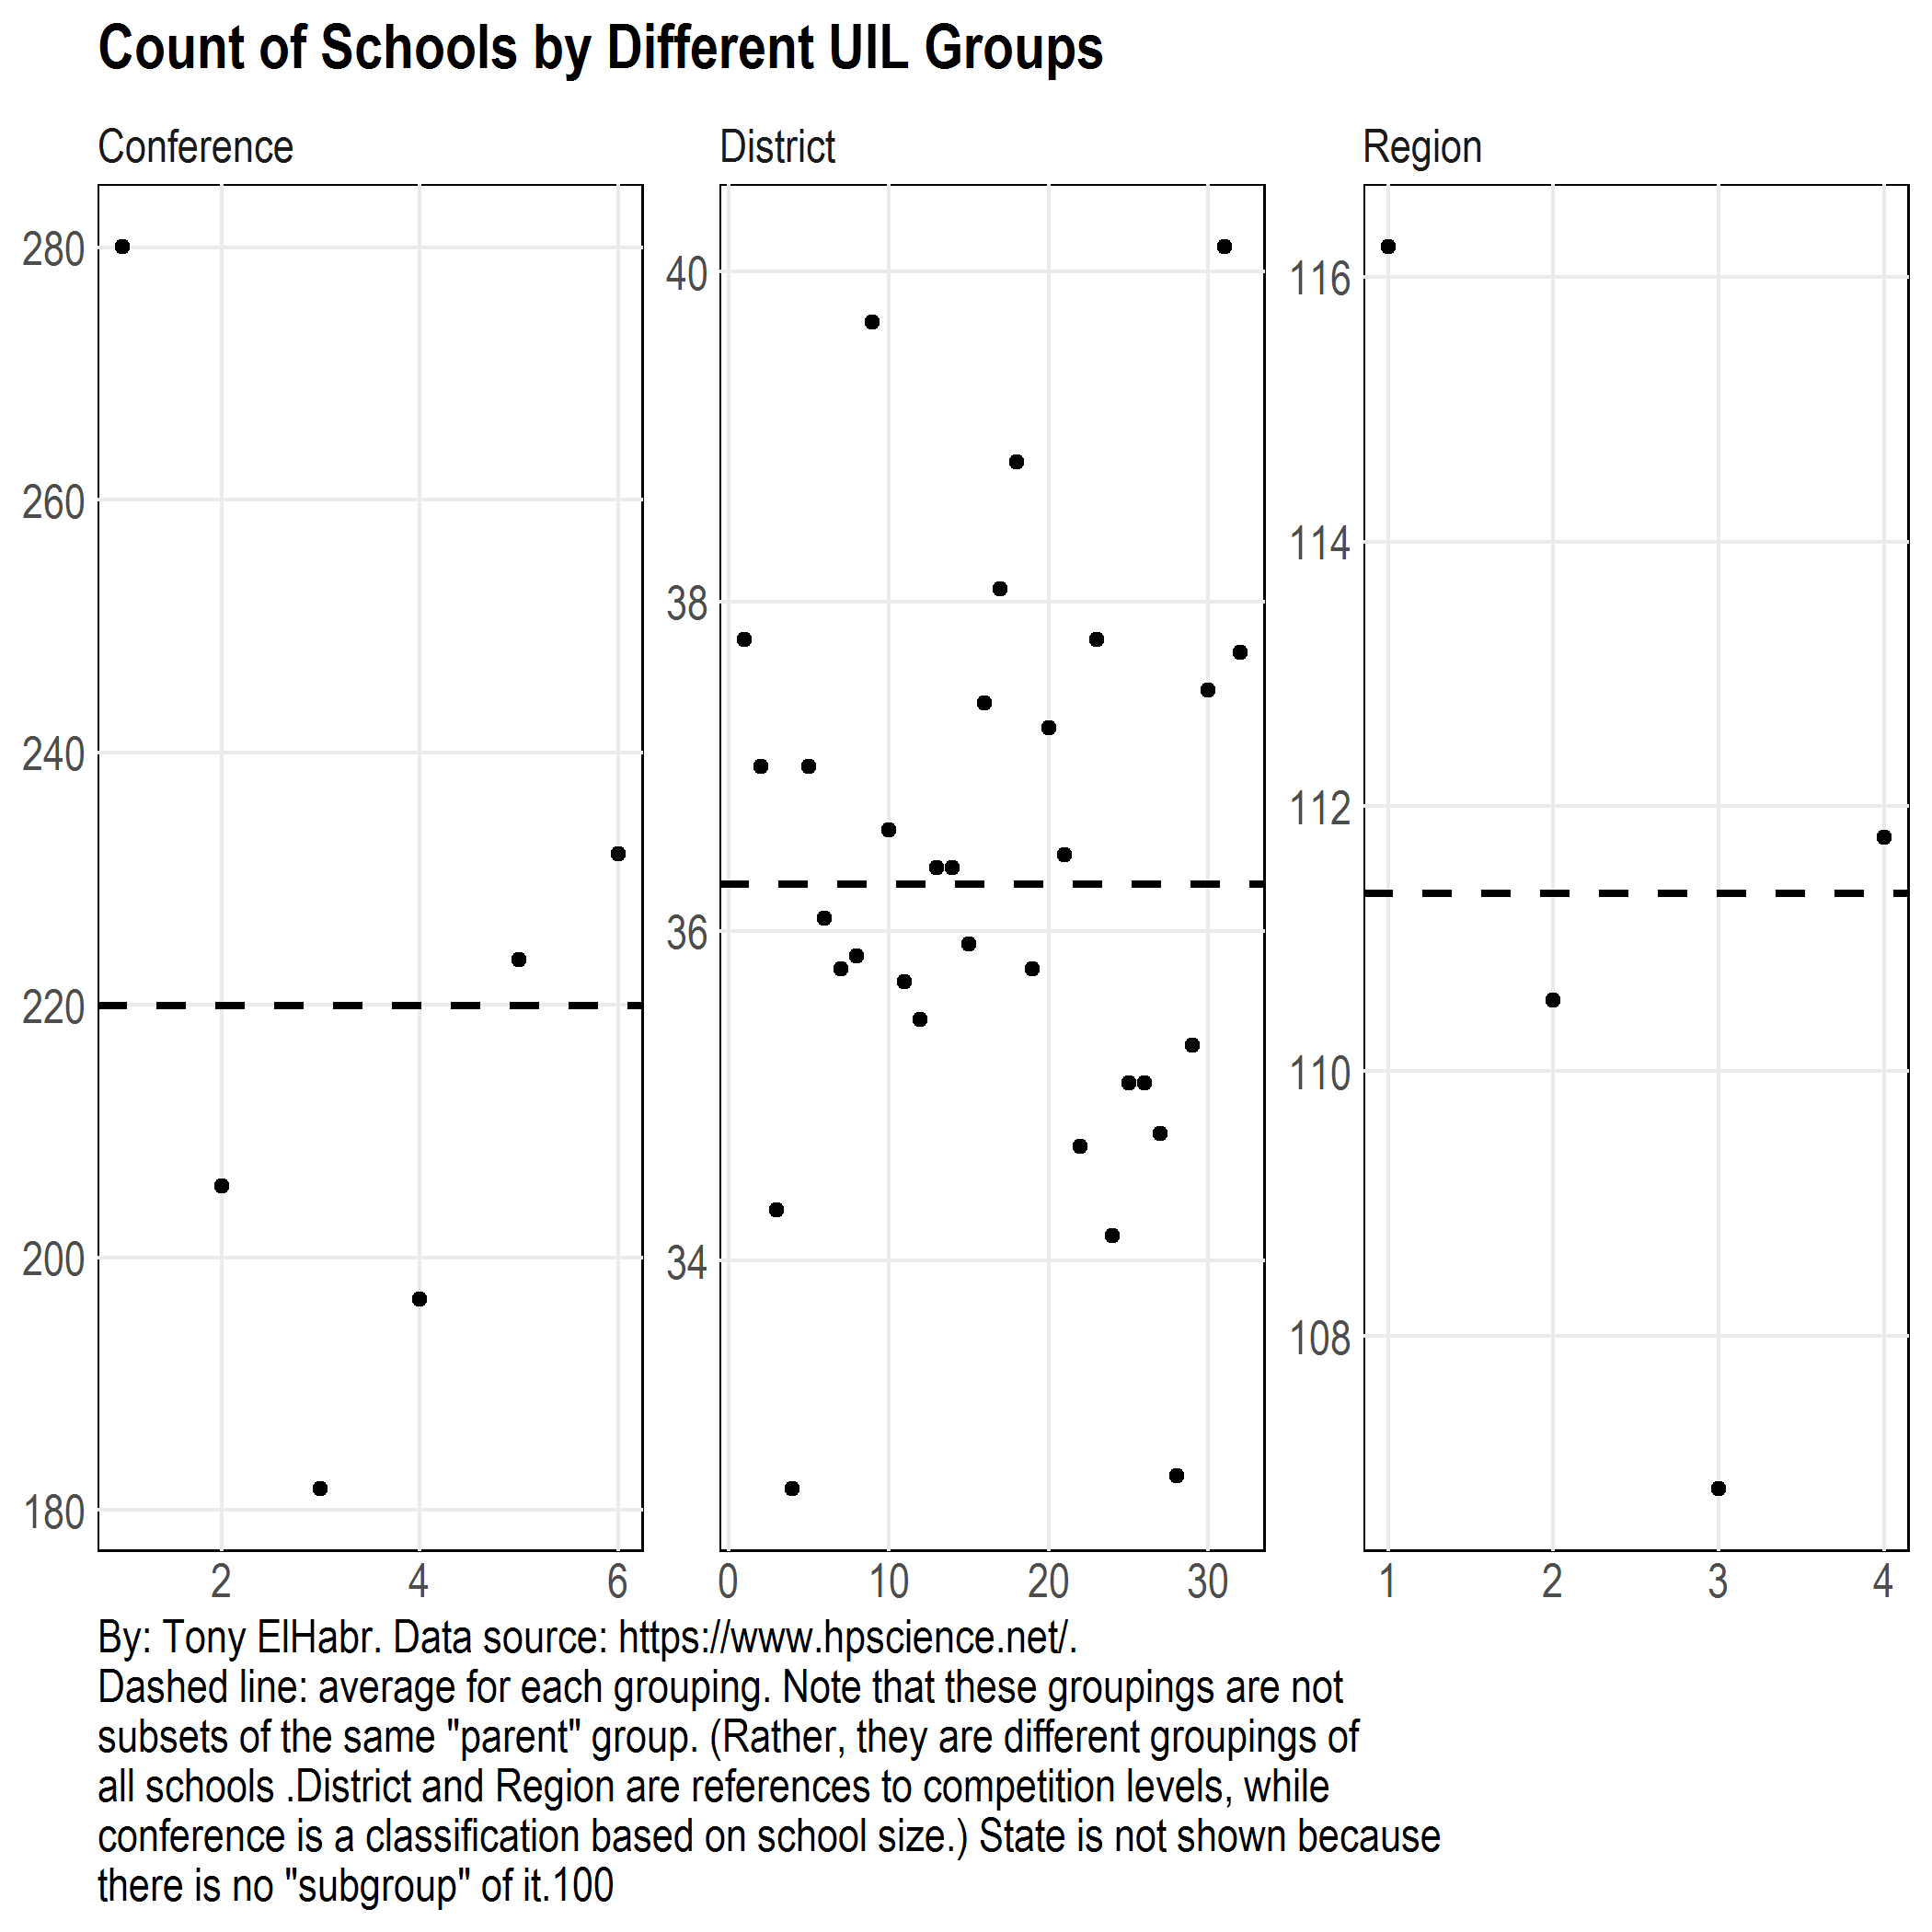 Count of Schools by Different UIL Groups
Conference
District
Region
280
260
240
220
200
180
2
4
6
40
38
36
34
0
10
20
30
116
114
112
110
108
1
2
3
4
By: Tony ElHabr. Data source: https://www.hpscience.net/.
Dashed line: average for each grouping. Note that these groupings are not
subsets of the same "parent" group. (Rather, they are different groupings of
all schools .District and Region are references to competition levels, while
conference is a classification based on school size.) State is not shown because
there is no "subgroup" of it.100